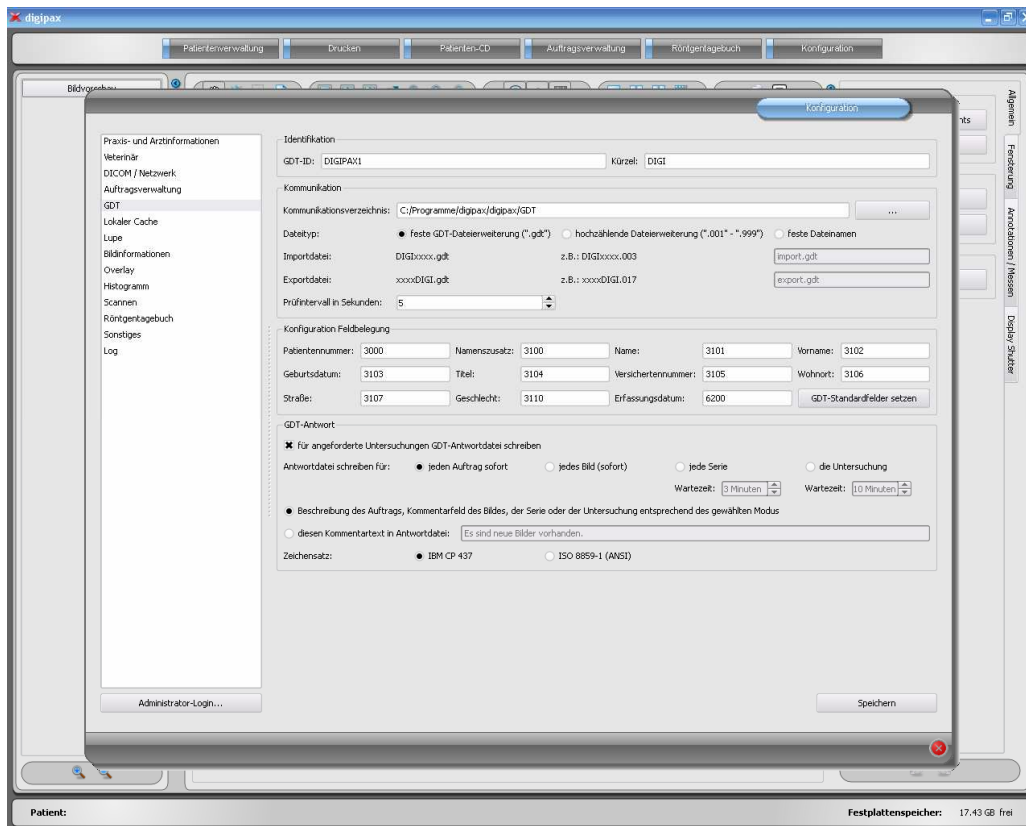 digipax
Patientenverwaltung Drucken Patienten-CD Auftragsverwaltung Röntgentagebuch Konfiguration
Konfiguration
Allgemein
Fensterung
Annotationen / Messen
Display Shutter
Praxis- und Arztinformationen
Veterinär
DICOM / Netzwerk
Auftragsverwaltung
GDT
Lokaler Cache
Lupe
Bildinformationen
Overlay
Histogramm
Scannen
Röntgentagebuch
Sonstiges
Log
Administrator-Login...
Identifikation
GDT-ID: DIGIPAX1 Kürzel: DIGI
Kommunikation
Kommunikationsverzeichnis: C:/Programme/digipax/digipax/GDT ...
Dateityp: feste GDT-Dateierweiterung (".gdt") hochzählende Dateierweiterung (".001" - ".999") feste Dateinamen
Importdatei: DIGIxxxx.gdt z.B.: DIGIxxxx.003 import.gdt
Exportdatei: xxxxDIGI.gdt z.B.: xxxxDIGI.017 export.gdt
Prüfintervall in Sekunden: 5
Konfiguration Feldbelegung
Patientennummer: 3000 Namenszusatz: 3100 Name: 3101 Vorname: 3102
Geburtsdatum: 3103 Titel: 3104 Versichertennummer: 3105 Wohnort: 3106
Straße: 3107 Geschlecht: 3110 Erfassungsdatum: 6200 GDT-Standardfelder setzen
GDT-Antwort
für angeforderte Untersuchungen GDT-Antwortdatei schreiben
Antwortdatei schreiben für: jeden Auftrag sofort jedes Bild (sofort) jede Serie die Untersuchung
Wartezeit: 3 Minuten Wartezeit: 10 Minuten
Beschreibung des Auftrags, Kommentarfeld des Bildes, der Serie oder der Untersuchung entsprechend des gewählten Modus
diesen Kommentartext in Antwortdatei: Es sind neue Bilder vorhanden.
Zeichensatz: IBM CP 437 ISO 8859-1 (ANSI)
Speichern
Patient: Festplattenspeicher: 17.43 GB frei